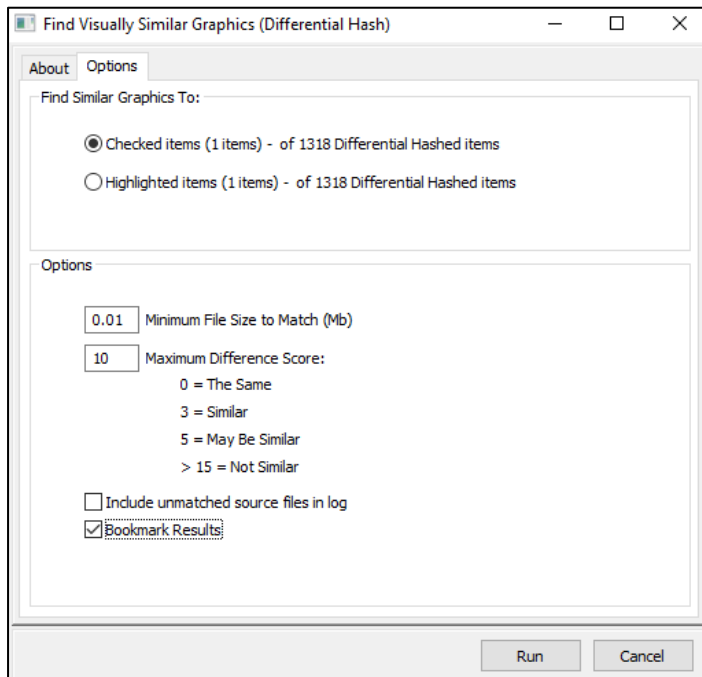 Find Visually Similar Graphics (Differential Hash)
About Options
Find Similar Graphics To:
Checked items (1 items) - of 1318 Differential Hashed items
Highlighted items (1 items) - of 1318 Differential Hashed items
Options
0.01 Minimum File Size to Match (Mb)
10 Maximum Difference Score:
0 = The Same
3 = Similar
5 = May Be Similar
> 15 = Not Similar
Include unmatched source files in log
Bookmark Results
Run Cancel